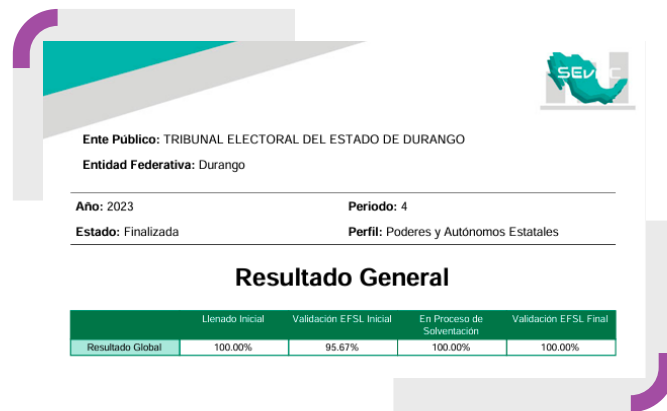 SEv C
Ente Público: TRIBUNAL ELECTORAL DEL ESTADO DE DURANGO
Entidad Federativa: Durango
Año: 2023 Periodo: 4
Estado: Finalizada Perfil: Poderes y Autónomos Estatales
Resultado General
Llenado Inicial Validación EFSL Inicial En Proceso de Solventación Validación EFSL Final
Resultado Global 100.00% 95.67% 100.00% 100.00%